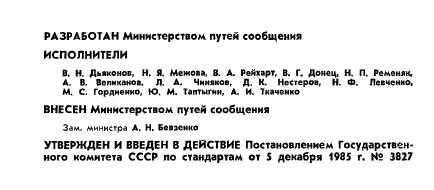 РАЗРАБОТАН Министерством путей сообщения
ИСПОЛНИТЕЛИ
В. Н. Дьяконов, Н. Я. Межова, В. А. Рейхарт, В. Г. Донец, Н. П. Ременяк,
А. В. Великанов, Л. А. Чиняков, Д. К. Нестеров, Н. Ф. Левченко,
М. С. Гордиенко, Ю. М. Таптыгин, А. И. Ткаченко
ВНЕСЕН Министерством путей сообщения
Зам. министра А. Н. Бевзенко
УТВЕРЖДЕН И ВВЕДЕН В ДЕЙСТВИЕ Постановлением Государствен-
ного комитета СССР по стандартам от 5 декабря 1985 г. № 3827